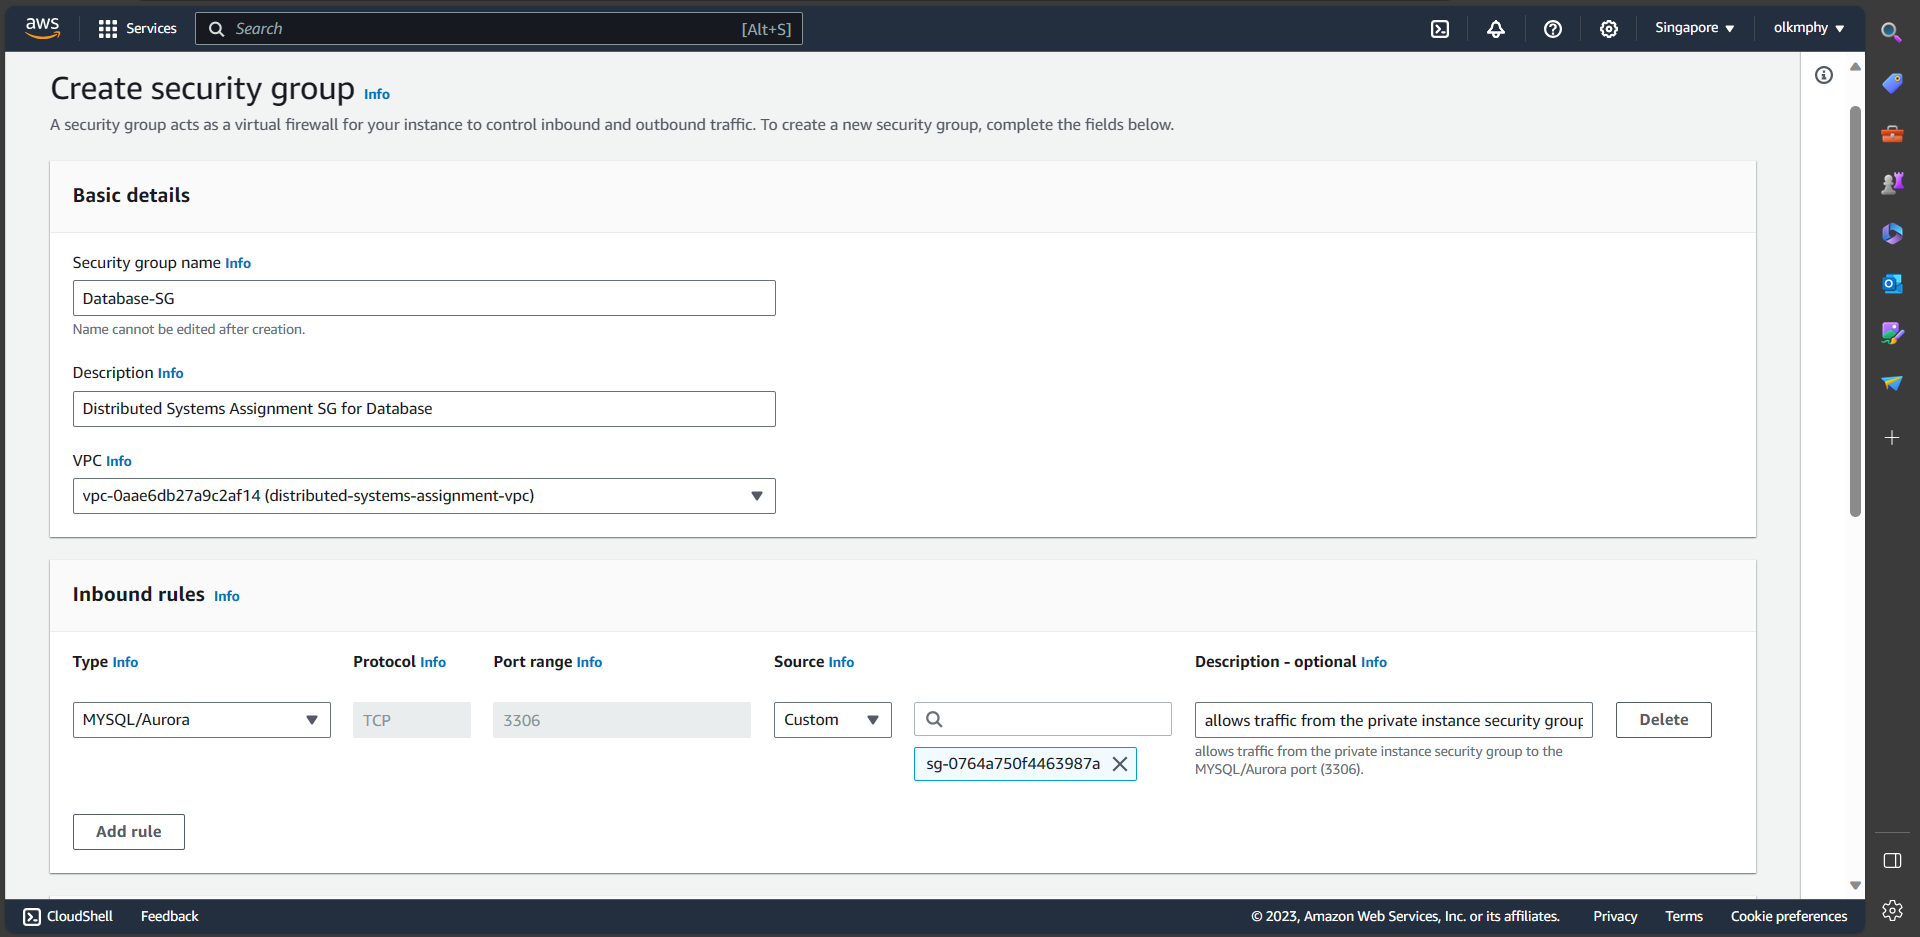 aws
Services
Search
[Alt+S]
Singapore
olkmphy
Create security group Info
A security group acts as a virtual firewall for your instance to control inbound and outbound traffic. To create a new security group, complete the fields below.
Basic details
Security group name Info
Database-SG
Name cannot be edited after creation.
Description Info
Distributed Systems Assignment SG for Database
VPC Info
vpc-0aae6db27a9c2af14 (distributed-systems-assignment-vpc)
Inbound rules Info
Type Info
Protocol Info
Port range Info
Source Info
Description - optional Info
MYSQL/Aurora
TCP
3306
Custom
allows traffic from the private instance security group
Delete
sg-0764a750f4463987a
allows traffic from the private instance security group to the
MYSQL/Aurora port (3306).
Add rule
CloudShell
Feedback
© 2023, Amazon Web Services, Inc. or its affiliates.
Privacy
Terms
Cookie preferences